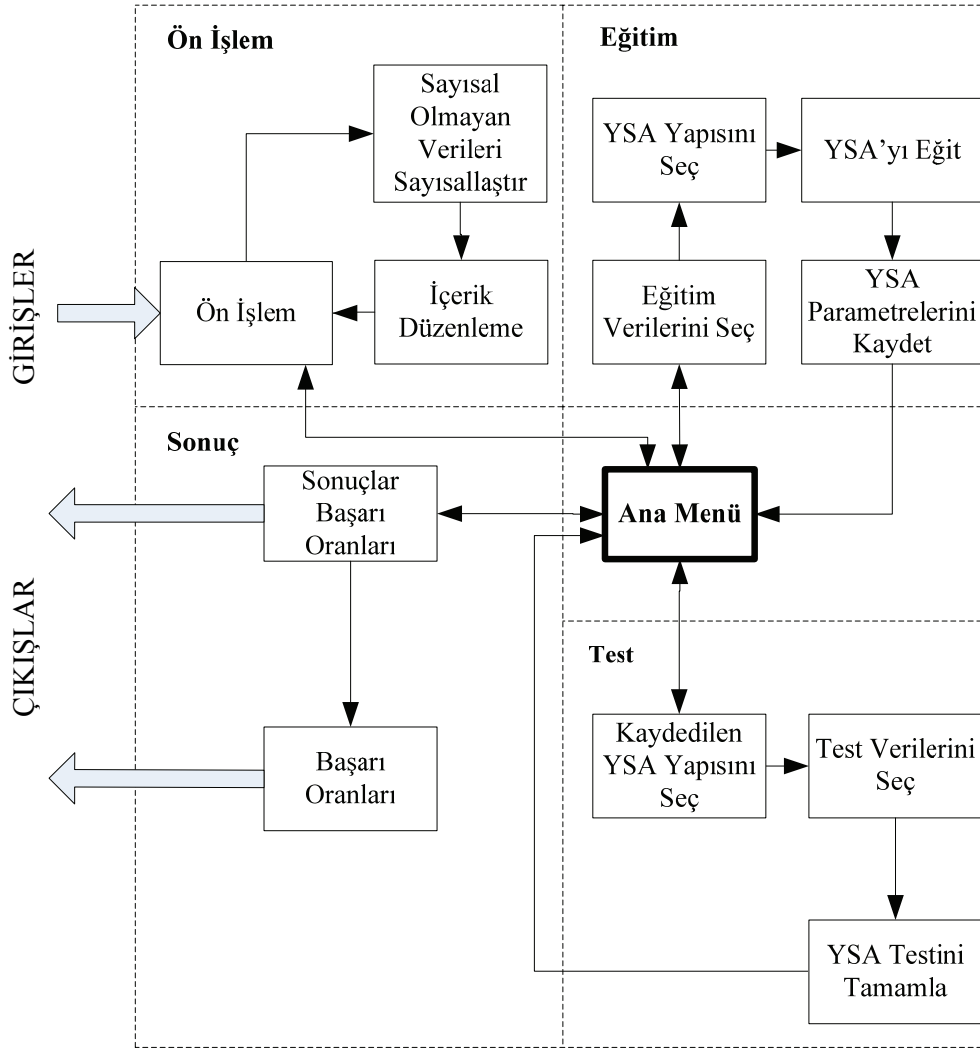 Ön İşlem
Sayısal
Olmayan
Verileri
Sayısallaştır
Ön İşlem
İçerik
Düzenleme
GİRİŞLER
Eğitim
YSA Yapısını
Seç
YSA'yı Eğit
Eğitim
Verilerini Seç
YSA
Parametrelerini
Kaydet
Sonuç
Sonuçlar
Başarı
Oranları
Ana Menü
ÇIKIŞLAR
Başarı
Oranları
Test
Kaydedilen
YSA Yapısını
Seç
Test Verilerini
Seç
YSA Testini
Tamamla